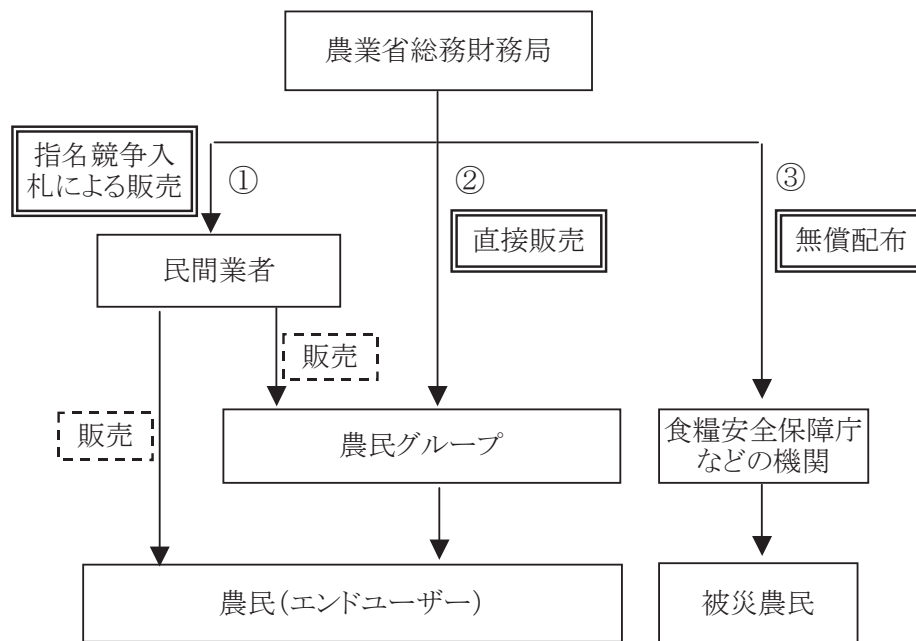 農業省総務財務局
指名競争入
札による販売
①
②
③
直接販売
無償配布
民間業者
販売
販売
農民グループ
食糧安全保障庁
などの機関
農民(エンドユーザー)
被災農民